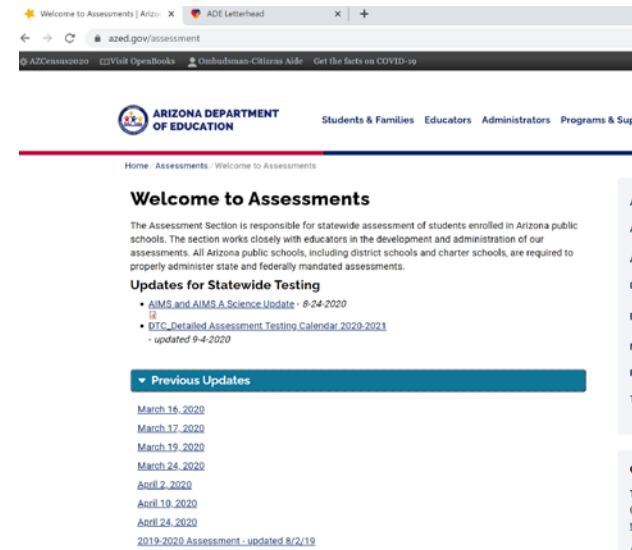 Welcome to Assessments | Arizo
ADE Letterhead
azed.gov/assessment
AZCensus2020 Visit OpenBooks Ombudsman-Citizens Aide Get the facts on COVID-19
ARIZONA DEPARTMENT
OF EDUCATION
Students & Families Educators Administrators Programs & Sup
Home / Assessments / Welcome to Assessments
Welcome to Assessments
The Assessment Section is responsible for statewide assessment of students enrolled in Arizona public
schools. The section works closely with educators in the development and administration of our
assessments. All Arizona public schools, including district schools and charter schools, are required to
properly administer state and federally mandated assessments.
Updates for Statewide Testing
• AIMS and AIMS A Science Update - 8-24-2020
• DTC_Detailed Assessment Testing Calendar 2020-2021
- updated 9-4-2020
Previous Updates
March 16, 2020
March 17, 2020
March 19, 2020
March 24, 2020
April 2, 2020
April 10, 2020
April 24, 2020
2019-2020 Assessment - updated 8/2/19